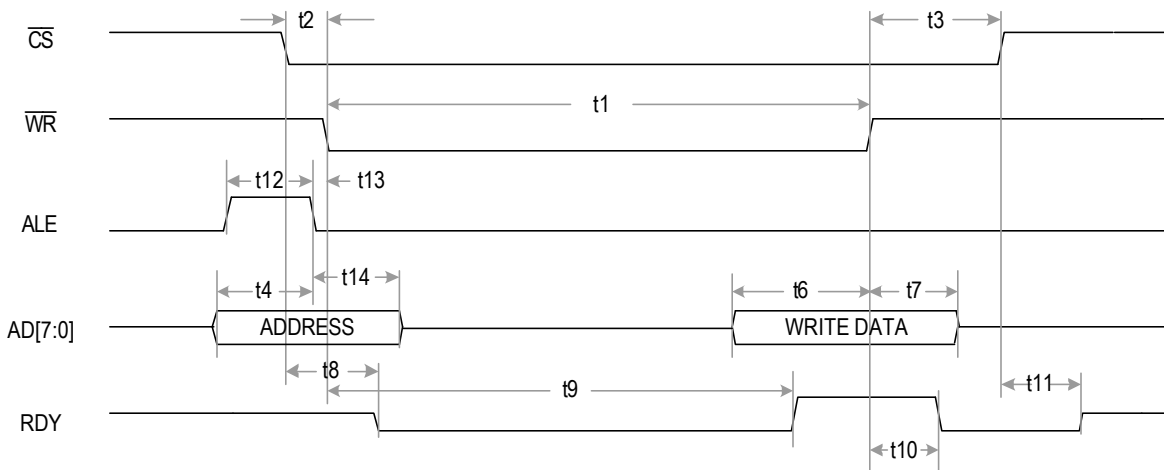 t2 t3
CS
t1
WR
t12 t13
ALE
t14
t4 t6 t7
AD[7:0] ADDRESS WRITE DATA
t8 t9 t11
RDY
t10